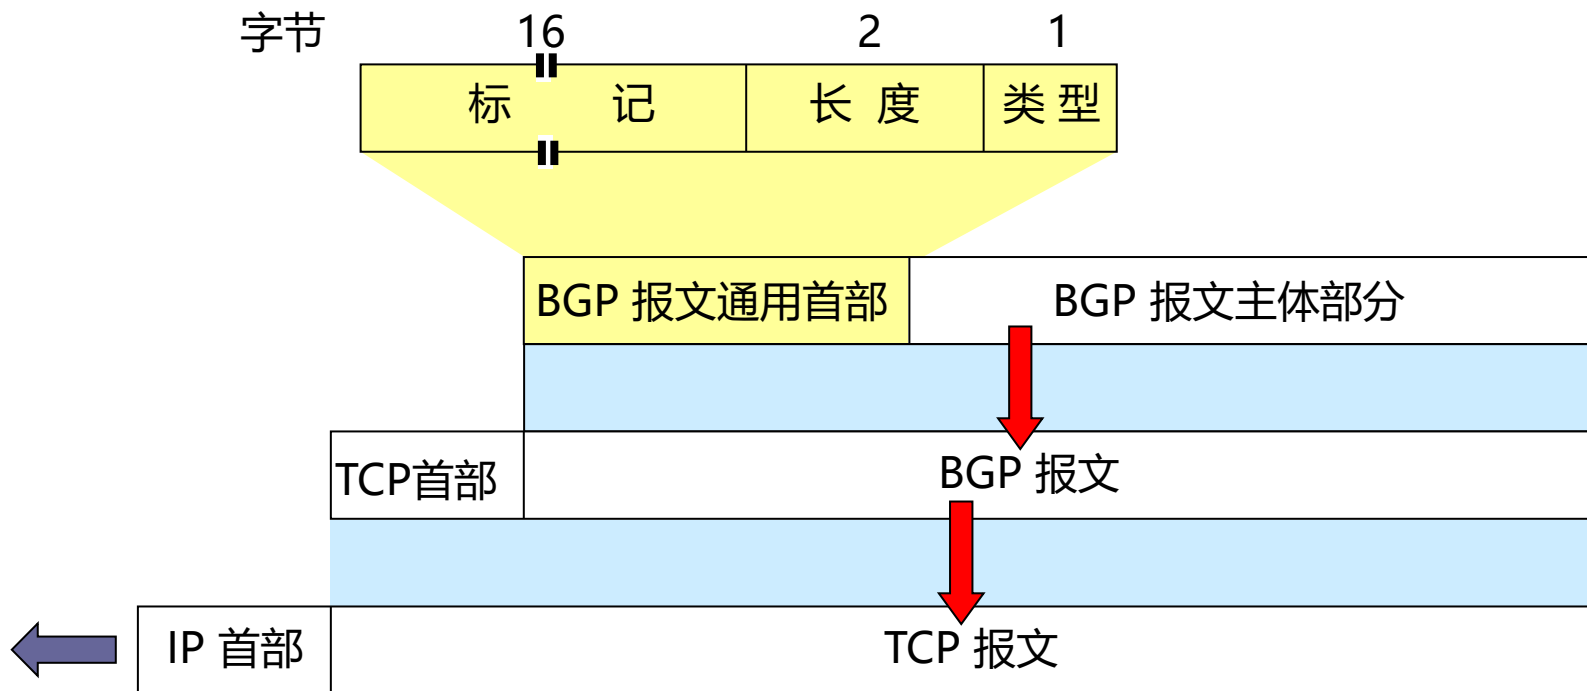 字节 16 2 1
标 记 长 度 类 型
BGP 报文通用首部 BGP 报文主体部分
TCP首部 BGP 报文
IP 首部 TCP 报文